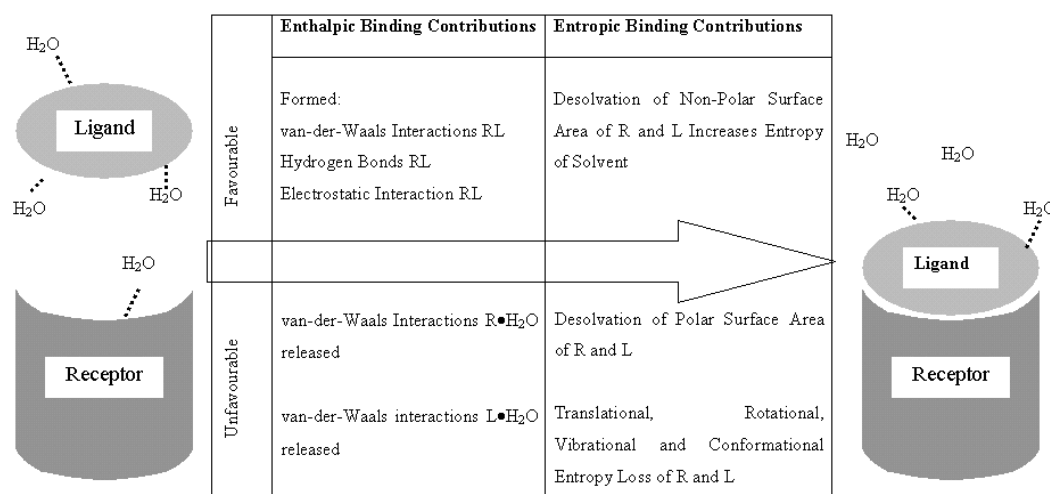 H₂O
Ligand
H₂O
H₂O
H₂O
Receptor
Enthalpic Binding Contributions
Entropic Binding Contributions
Favourable
Formed:
van-der-Waals Interactions RL
Hydrogen Bonds RL
Electrostatic Interaction RL
Desolvation of Non-Polar Surface
Area of R and L Increases Entropy
of Solvent
Unfavourable
van-der-Waals Interactions R●H₂O
released
van-der-Waals interactions L●H₂O
released
Desolvation of Polar Surface Area
of R and L
Translational, Rotational,
Vibrational and Conformational
Entropy Loss of R and L
H₂O
H₂O
H₂O
H₂O
Ligand
Receptor